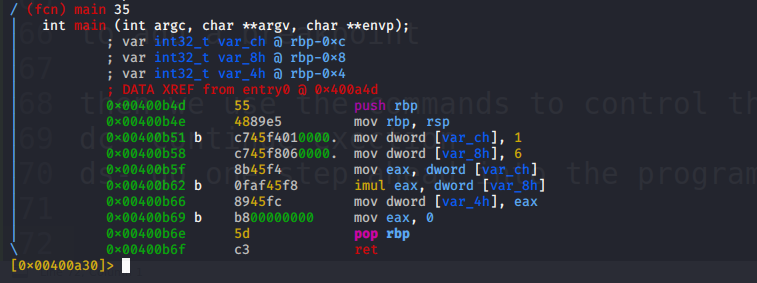 / (fcn) main 35
int main (int argc, char **argv, char **envp);
; var int32_t var_ch @ rbp-0xc
; var int32_t var_8h @ rbp-0x8
; var int32_t var_4h @ rbp-0x4
; DATA XREF from entry0 @ 0x400a4d
0x00400b4d 55 push rbp
0x00400b4e 4889e5 mov rbp, rsp
0x00400b51 b c745f4010000. mov dword [var_ch], 1
0x00400b58 c745f8060000. mov dword [var_8h], 6
0x00400b5f 8b45f4 mov eax, dword [var_ch]
0x00400b62 b 0faf45f8 imul eax, dword [var_8h]
0x00400b66 8945fc mov dword [var_4h], eax
0x00400b69 b b800000000 mov eax, 0
0x00400b6e 5d pop rbp
\ 0x00400b6f c3 ret
[0x00400a30]>